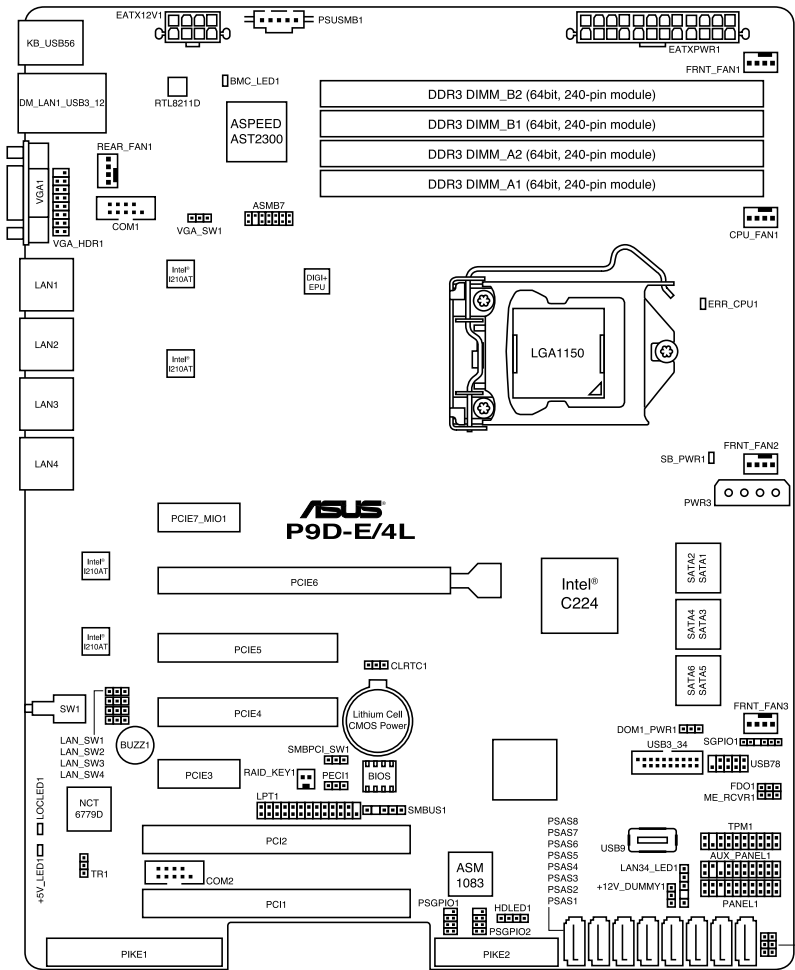 EATX12V1
PSUSMB1
KB_USB56
EATXPWR1
FRNT_FAN1
DM_LAN1_USB3_12
RTL8211D
BMC_LED1
ASPEED
AST2300
DDR3 DIMM_B2 (64bit, 240-pin module)
DDR3 DIMM_B1 (64bit, 240-pin module)
DDR3 DIMM_A2 (64bit, 240-pin module)
DDR3 DIMM_A1 (64bit, 240-pin module)
REAR_FAN1
VGA1
COM1
VGA_HDR1
VGA_SW1
ASMB7
CPU_FAN1
LAN1
Intel®
I210AT
DIGI+
EPU
ERR_CPU1
LAN2
Intel®
I210AT
LGA1150
LAN3
LAN4
SB_PWR1
FRNT_FAN2
PWR3
PCIE7_MIO1
ASUS®
P9D-E/4L
Intel®
I210AT
PCIE6
Intel®
C224
SATA2
SATA1
SATA4
SATA3
SATA6
SATA5
Intel®
I210AT
PCIE5
CLRTC1
SW1
PCIE4
Lithium Cell
CMOS Power
FRNT_FAN3
DOM1_PWR1
SGPIO1
LAN_SW1
LAN_SW2
LAN_SW3
LAN_SW4
BUZZ1
SMBPCI_SW1
USB3_34
USB78
PCIE3
RAID_KEY1
PECI1
BIOS
FDO1
ME_RCVR1
LOCLED1
NCT
6779D
LPT1
SMBUS1
PCI2
PSAS8
PSAS7
PSAS6
PSAS5
PSAS4
PSAS3
PSAS2
PSAS1
USB9
TPM1
AUX_PANEL1
LAN34_LED1
+12V_DUMMY1
PANEL1
+5V_LED1
TR1
COM2
ASM
1083
PCI1
PSGPIO1
HDLED1
PSGPIO2
PIKE1
PIKE2